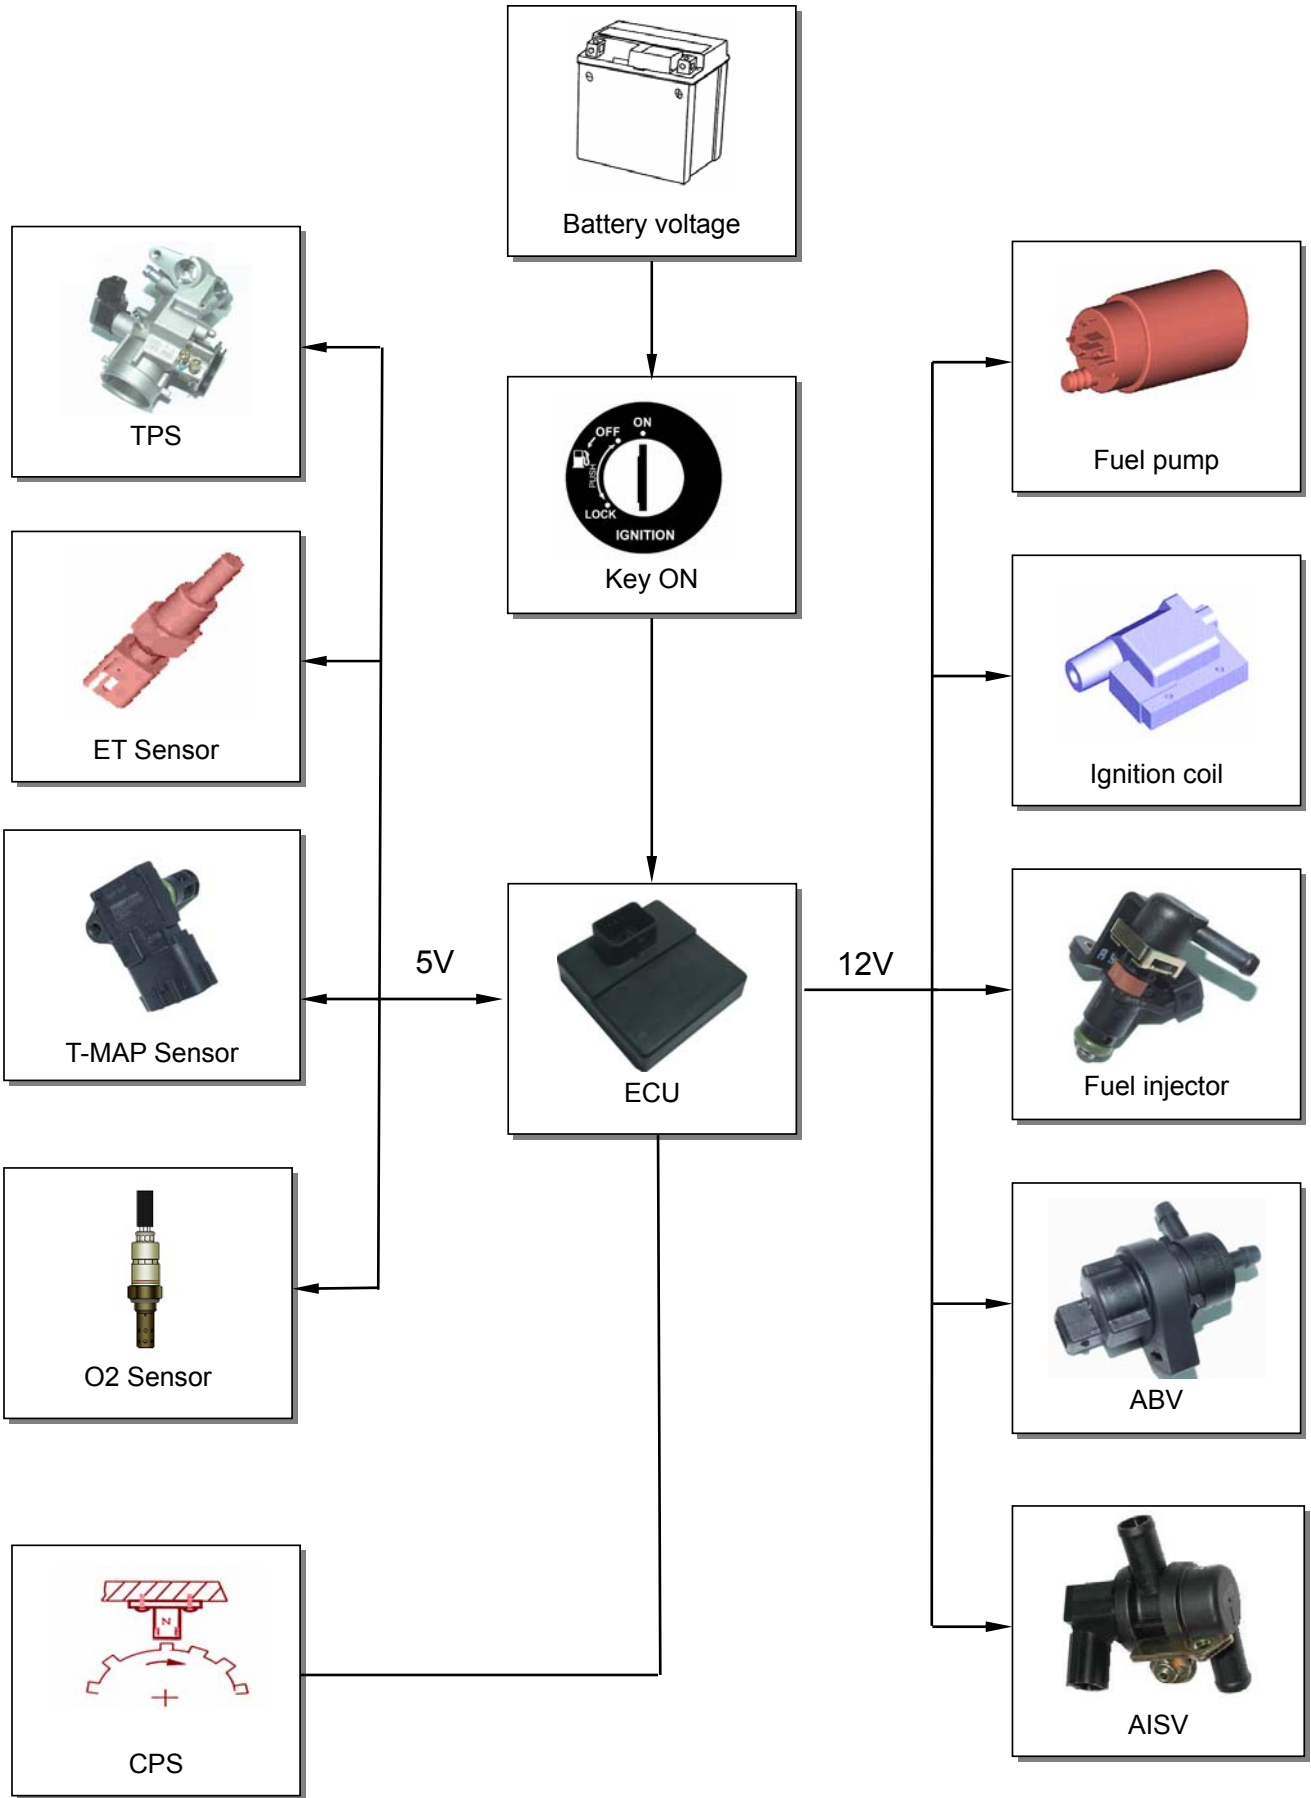 Battery voltage
TPS
Fuel pump
ON
OFF
PUSH
LOCK
IGNITION
Key ON
ET Sensor
Ignition coil
T-MAP Sensor
5V
ECU
12V
Fuel injector
O2 Sensor
ABV
N
CPS
AISV